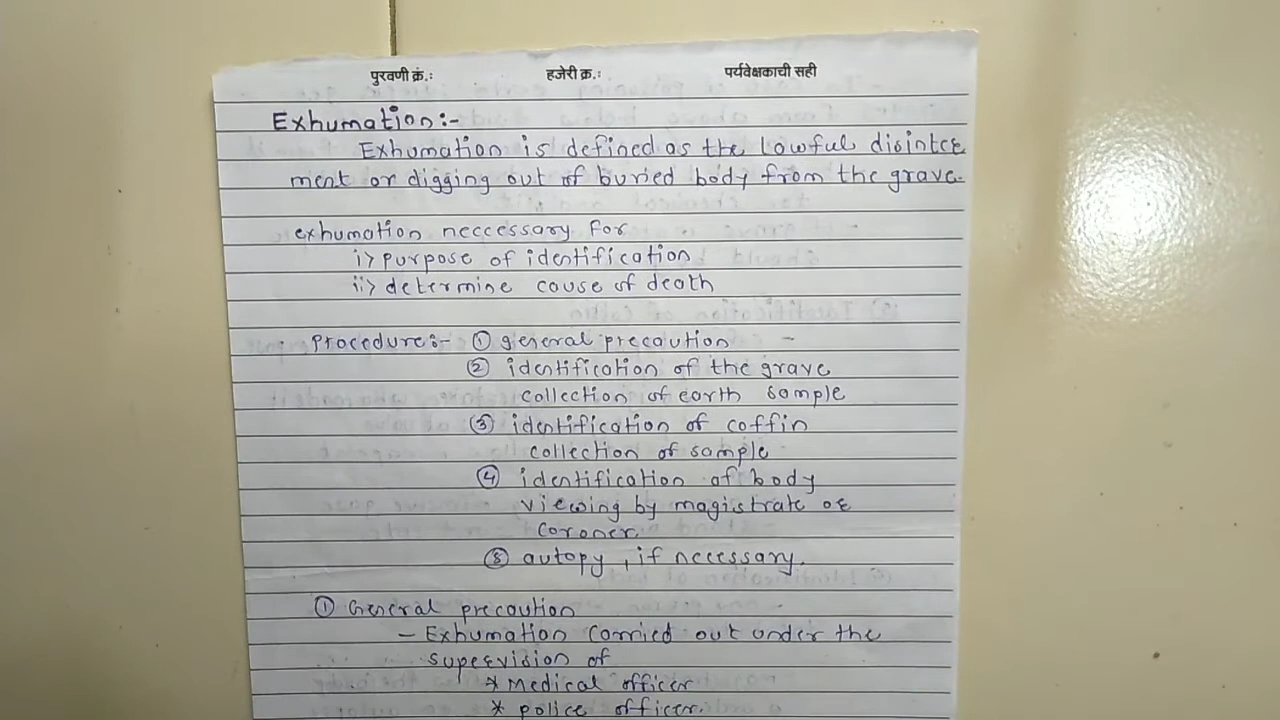 पुरवणी क्रं.: हजेरी क्र.: पर्यवेक्षकाची सही
Exhumation:-
Exhumation is defined as the lawful disinter
ment or digging out of buried body from the grave.
exhumation neccessary for
i> purpose of identification
ii> determine cause of death
Procedure:- ① general precaution -
② identification of the grave
collection of earth sample
③ identification of coffin
collection of sample
④ identification of body
viewing by magistrate or
coroner.
⑤ autopy, if necessary.
① General precaution
- Exhumation carried out under the
supervision of
* Medical officer
* police officer.